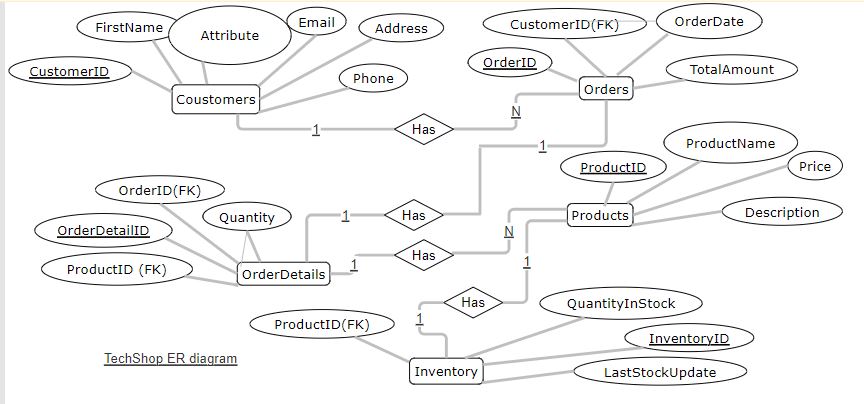 FirstName
Attribute
Email
Address
CustomerID
Phone
Coustomers
CustomerID(FK)
OrderDate
OrderID
TotalAmount
Orders
1
Has
N
1
ProductID
ProductName
Price
Description
Products
OrderID(FK)
Quantity
OrderDetailID
ProductID (FK)
OrderDetails
1
Has
1
Has
N
1
Has
1
ProductID(FK)
QuantityInStock
InventoryID
LastStockUpdate
Inventory
TechShop ER diagram